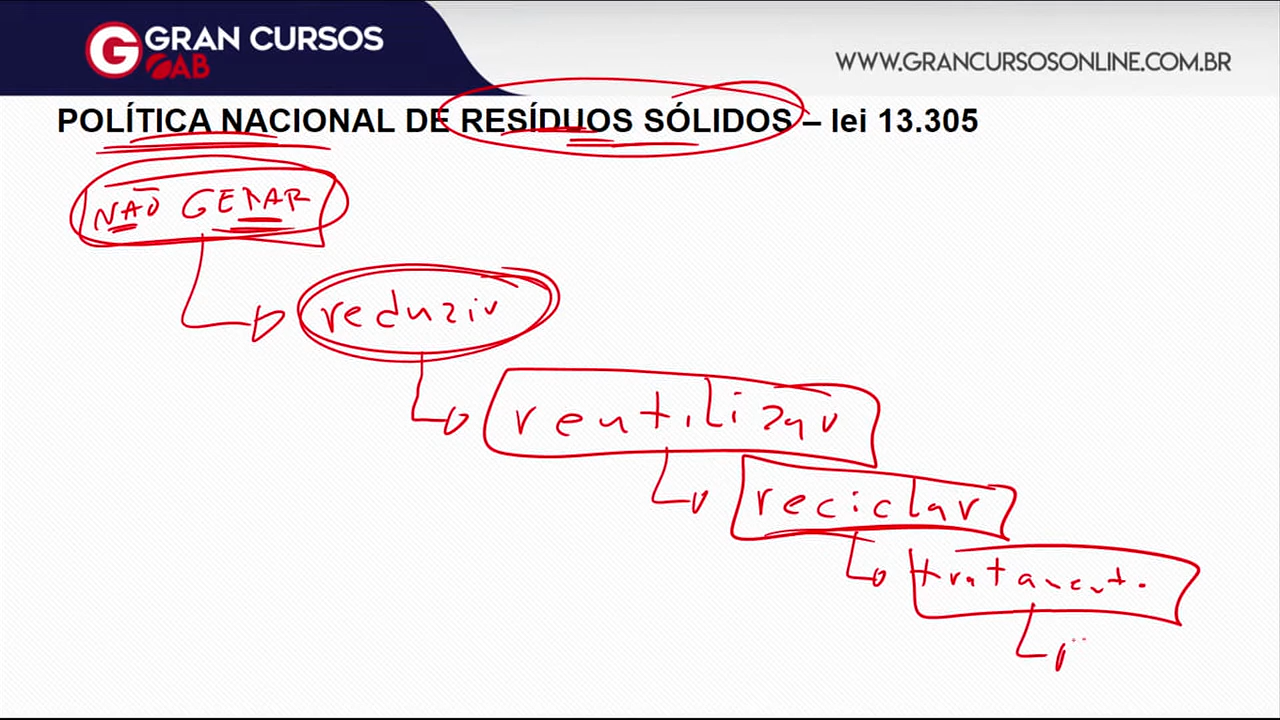 GRAN CURSOS
OAB
WWW.GRANCURSOSONLINE.COM.BR
POLÍTICA NACIONAL DE RESÍDUOS SÓLIDOS – lei 13.305
NÃO GERAR
reduzir
reutilizar
reciclar
tratamento